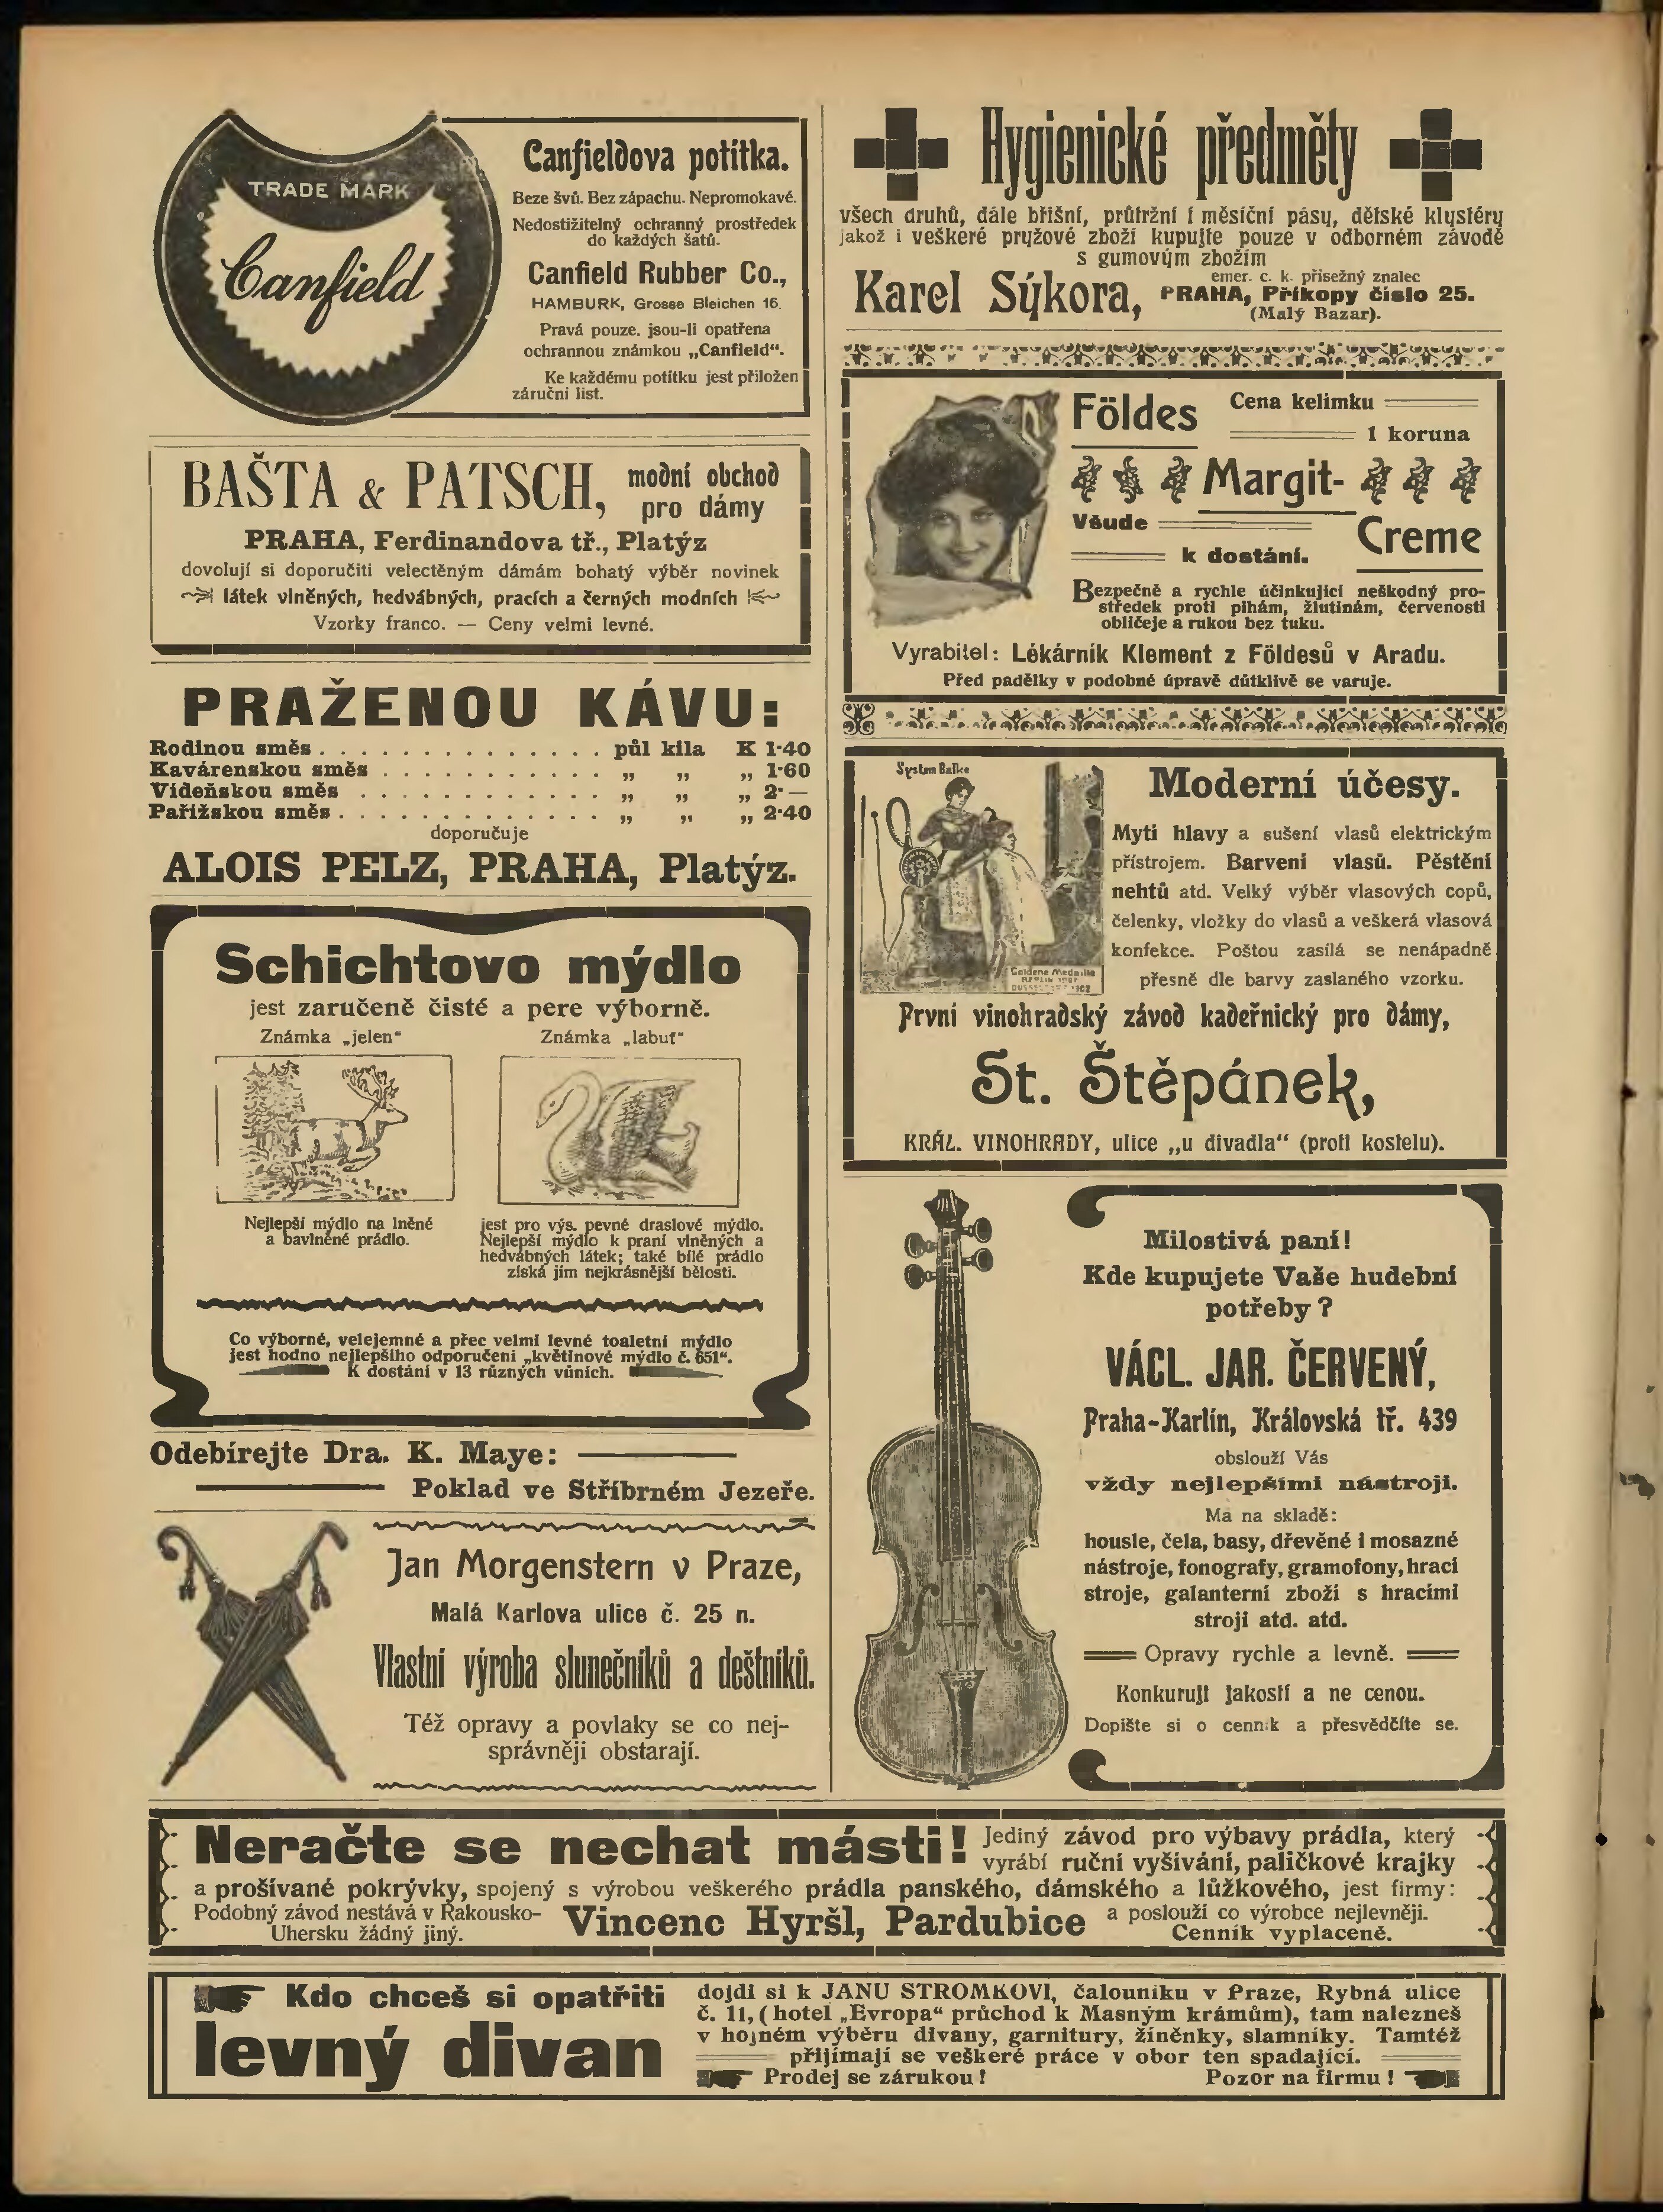 TRADE MARK
Canfield
Canfieldova potítka.
Beze švů. Bez zápachu. Nepromokavé.
Nedostižitelný ochranný prostředek
do každých šatů.
Canfield Rubber Co.,
HAMBURK, Grosse Bleichen 16.
Pravá pouze. jsou-li opatřena
ochrannou známkou „Canfield“.
Ke každému potítku jest přiložen
záruční list.
BAŠTA & PATSCH,
modní obchod
pro dámy
PRAHA, Ferdinandova tř., Platýz
dovolují si doporučiti velectěným dámám bohatý výběr novinek
látek vlněných, hedvábných, pracích a černých modních
Vzorky franco. — Ceny velmi levné.
PRAŽENOU KÁVU:
Rodinou směs . . . . . . . . . . . . . . půl kila K 1·40
Kavárenskou směs . . . . . . . . . . . „ „ „ 1·60
Vídeňskou směs . . . . . . . . . . . . „ „ „ 2·—
Pařížskou směs . . . . . . . . . . . . . „ „ „ 2·40
doporučuje
ALOIS PELZ, PRAHA, Platýz.
Schichtovo mýdlo
jest zaručeně čisté a pere výborně.
Známka „jelen“
Známka „labuť“
Nejlepší mýdlo na lněné
a bavlněné prádlo.
jest pro výs. pevné draslové mýdlo.
Nejlepší mýdlo k praní vlněných a
hedvábných látek; také bílé prádlo
získá jím nejkrásnější bělosti.
Co výborné, velejemné a přec velmi levné toaletní mýdlo
jest hodno nejlepšího odporučení „květinové mýdlo č. 651“.
K dostání v 13 různých vůních.
Odebírejte Dra. K. Maye:
Poklad ve Stříbrném Jezeře.
Jan Morgenstern v Praze,
Malá Karlova ulice č. 25 n.
Vlastní výroba slunečníků a deštníků.
Též opravy a povlaky se co nej-
správněji obstarají.
Hygienické předměty
všech druhů, dále břišní, průtržní i měsíční pásy, dětské klystéry
jakož i veškeré pryžové zboží kupujte pouze v odborném závodě
s gumovým zbožím
Karel Sýkora,
emer. c. k. přísežný znalec
PRAHA, Příkopy číslo 25.
(Malý Bazar).
Földes
Cena kelímku
1 koruna
Margit-
Všude
k dostání.
Creme
Bezpečně a rychle účinkující neškodný pro-
středek proti pihám, žlutinám, červenosti
obličeje a rukou bez tuku.
Vyrabitel: Lékárník Klement z Földesů v Aradu.
Před padělky v podobné úpravě důtklivě se varuje.
System Balke
Goldene Medaille
Moderní účesy.
Mytí hlavy a sušení vlasů elektrickým
přístrojem. Barvení vlasů. Pěstění
nehtů atd. Velký výběr vlasových copů,
čelenky, vložky do vlasů a veškerá vlasová
konfekce. Poštou zasílá se nenápadně
přesně dle barvy zaslaného vzorku.
První vinohradský závod kadeřnický pro dámy,
St. Štěpánek,
KRÁL. VINOHRADY, ulice „u divadla“ (proti kostelu).
Milostivá paní!
Kde kupujete Vaše hudební
potřeby?
VÁCL. JAR. ČERVENÝ,
Praha-Karlín, Královská tř. 439
obslouží Vás
vždy nejlepšími nástroji.
Má na skladě:
housle, čela, basy, dřevěné i mosazné
nástroje, fonografy, gramofony, hrací
stroje, galanterní zboží s hracími
stroji atd. atd.
Opravy rychle a levně.
Konkuruji jakostí a ne cenou.
Dopište si o cenník a přesvědčíte se.
Neračte se nechat másti!
Jediný závod pro výbavy prádla, který
vyrábí ruční vyšívání, paličkové krajky
a prošívané pokrývky, spojený s výrobou veškerého prádla panského, dámského a lůžkového, jest firmy:
Podobný závod nestává v Rakousko-
Uhersku žádný jiný.
Vincenc Hyršl, Pardubice
a poslouží co výrobce nejlevněji.
Cenník vyplaceně.
Kdo chceš si opatřiti
levný divan
dojdi si k JANU STROMKOVI, čalouníku v Praze, Rybná ulice
č. 11, (hotel „Evropa“ průchod k Masným krámům), tam nalezneš
v hojném výběru divany, garnitury, žíněnky, slamníky. Tamtéž
přijímají se veškeré práce v obor ten spadající.
Prodej se zárukou! Pozor na firmu!